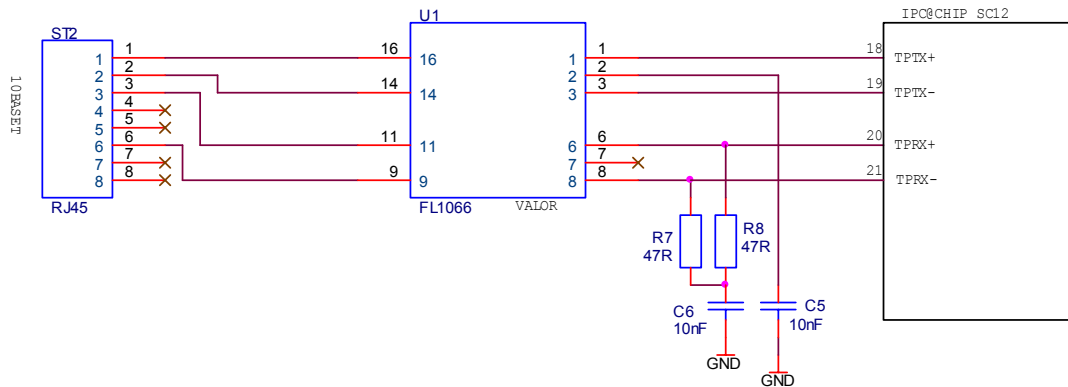 IPC@CHIP SC12
U1
ST2
10BASET
1 1 16 16 1 1 18 TPTX+
2 2 2 2
3 3 14 14 3 3 19 TPTX-
4 4
5 5
6 6 11 11 6 6 20 TPRX+
7 7 7 7
8 8 9 9 8 8 21 TPRX-
RJ45
FL1066
VALOR
R7
47R
R8
47R
C6
10nF
C5
10nF
GND
GND